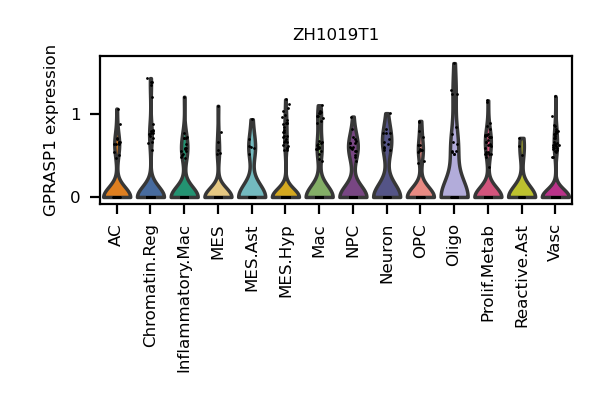 ZH1019T1
GPRASP1 expression
1
0
AC
Chromatin.Reg
Inflammatory.Mac
MES
MES.Ast
MES.Hyp
Mac
NPC
Neuron
OPC
Oligo
Prolif.Metab
Reactive.Ast
Vasc